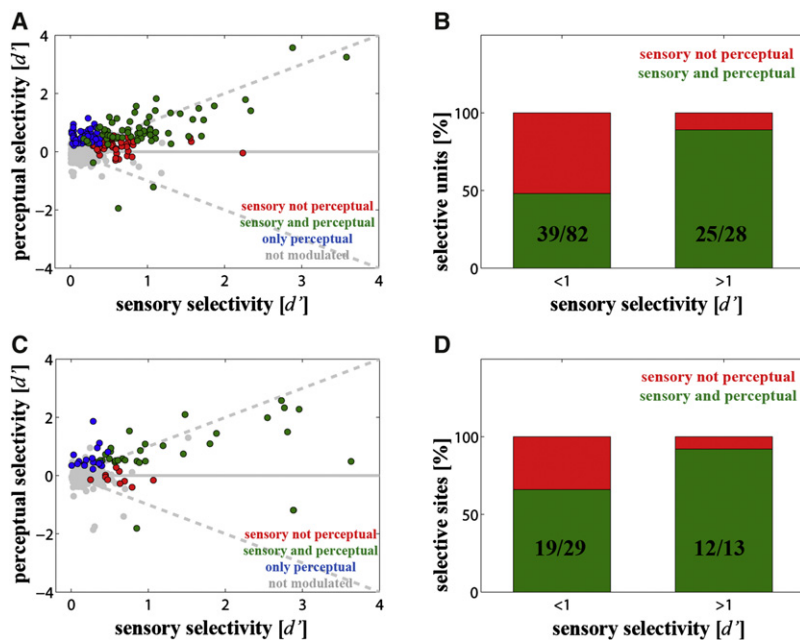 A
perceptual selectivity [d']
4
2
0
−2
−4
0
1
2
3
4
sensory not perceptual
sensory and perceptual
only perceptual
not modulated
sensory selectivity [d']
B
sensory not perceptual
sensory and perceptual
selective units [%]
100
50
0
39/82
25/28
<1
>1
sensory selectivity [d']
C
perceptual selectivity [d']
4
2
0
−2
−4
0
1
2
3
4
sensory not perceptual
sensory and perceptual
only perceptual
not modulated
sensory selectivity [d']
D
sensory not perceptual
sensory and perceptual
selective sites [%]
100
50
0
19/29
12/13
<1
>1
sensory selectivity [d']